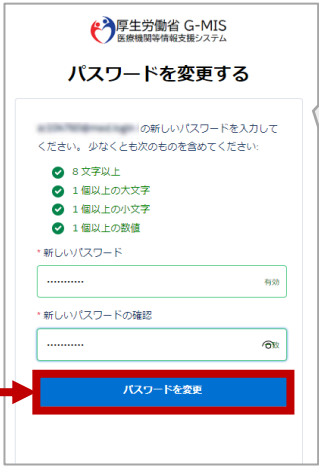 厚生労働省 G-MIS
医療機関等情報支援システム
パスワードを変更する
の新しいパスワードを入力して
ください。少なくとも次のものを含めてください:
8 文字以上
1 個以上の大文字
1 個以上の小文字
1 個以上の数値
* 新しいパスワード
........... 有効
* 新しいパスワードの確認
...........
パスワードを変更